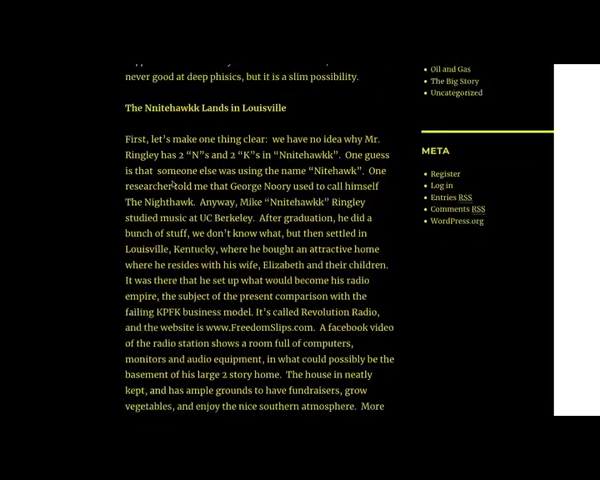 never good at deep phisics, but it is a slim possibility.
The Nnitehawkk Lands in Louisville
First, let's make one thing clear: we have no idea why Mr.
Ringley has 2 “N”s and 2 “K”s in “Nnitehawkk”. One guess
is that someone else was using the name “Nitehawk”. One
researcher told me that George Noory used to call himself
The Nighthawk. Anyway, Mike “Nnitehawkk” Ringley
studied music at UC Berkeley. After graduation, he did a
bunch of stuff, we don't know what, but then settled in
Louisville, Kentucky, where he bought an attractive home
where he resides with his wife, Elizabeth and their children.
It was there that he set up what would become his radio
empire, the subject of the present comparison with the
failing KPFK business model. It's called Revolution Radio,
and the website is www.FreedomSlips.com. A facebook video
of the radio station shows a room full of computers,
monitors and audio equipment, in what could possibly be the
basement of his large 2 story home. The house in neatly
kept, and has ample grounds to have fundraisers, grow
vegetables, and enjoy the nice southern atmosphere. More
Oil and Gas
The Big Story
Uncategorized
META
Register
Log in
Entries RSS
Comments RSS
WordPress.org